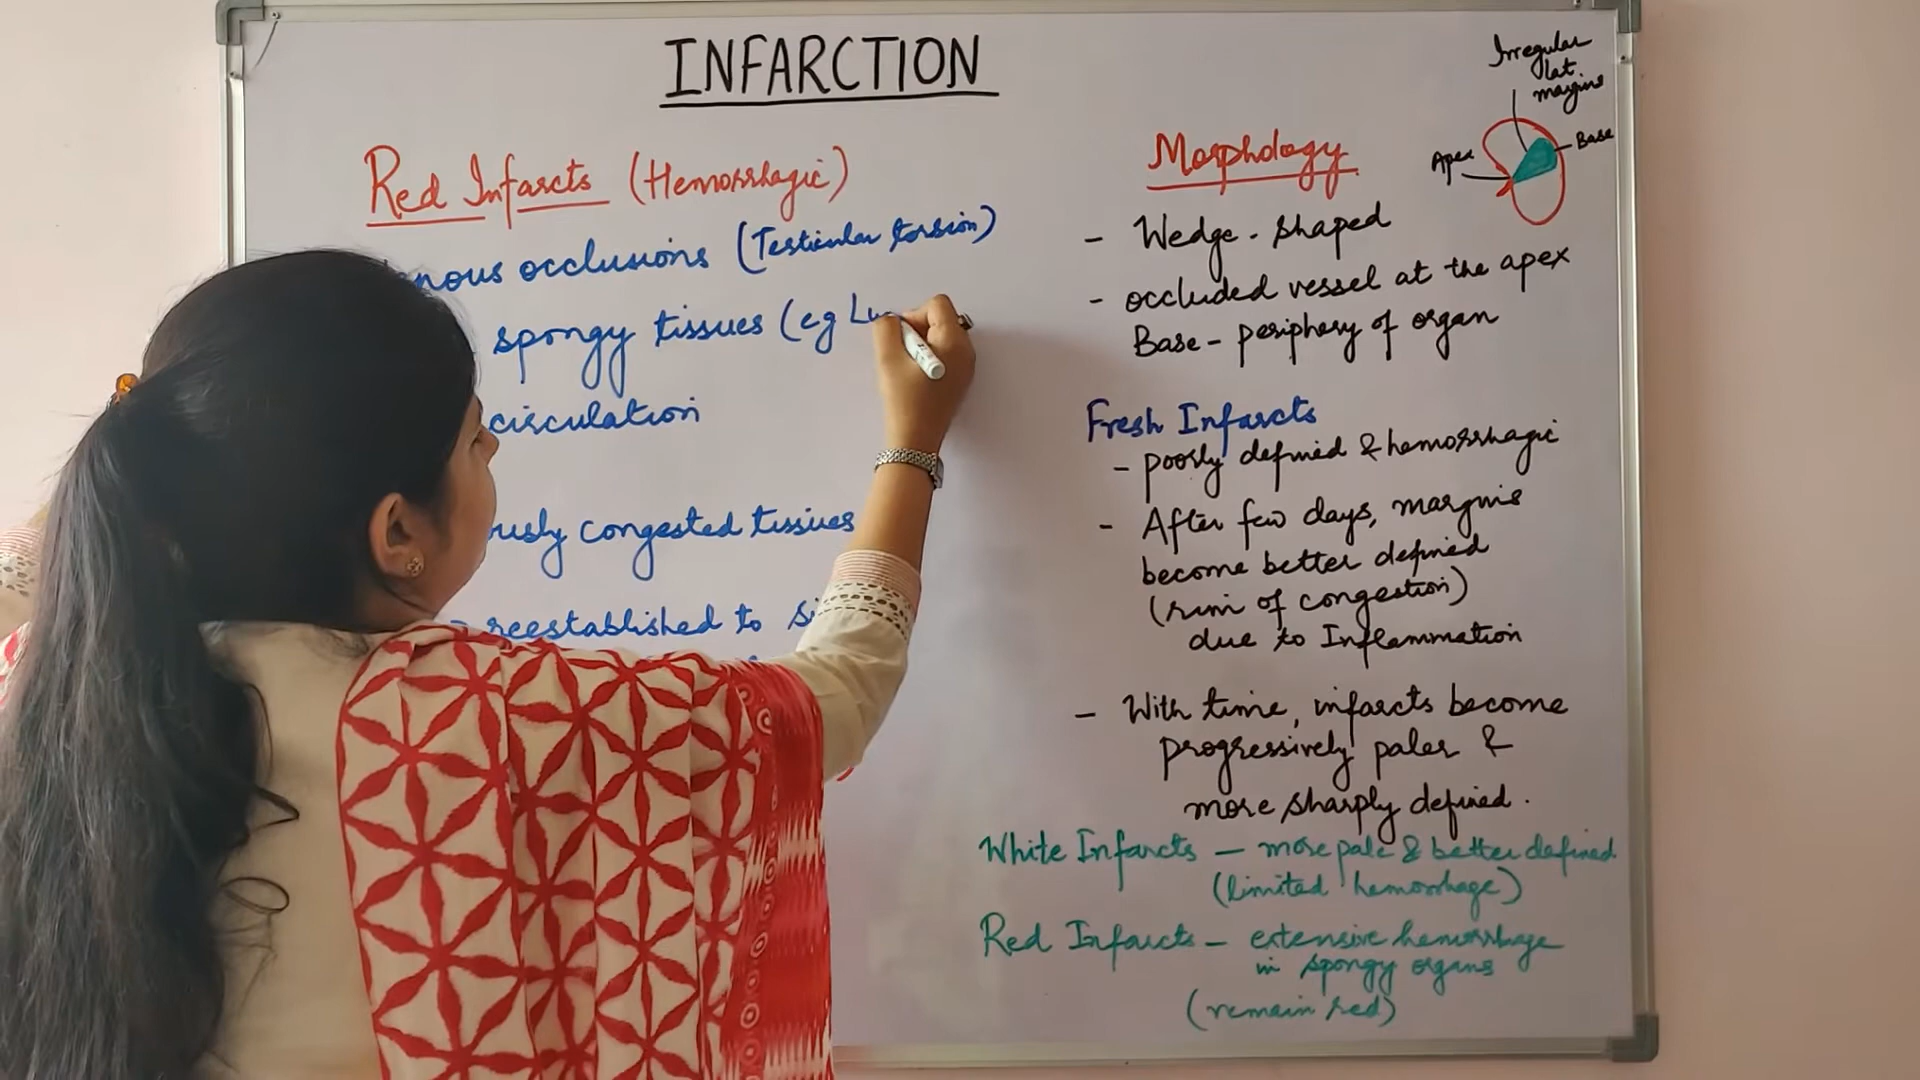 INFARCTION
Red Infarcts (Hemorrhagic)
nous occlusions (Testicular torsion)
spongy tissues (eg Lu
circulation
usly congested tissues
reestablished to si
Irregular
lat
margins
Apex
Base
Morphology
- Wedge-shaped
- occluded vessel at the apex
Base - periphery of organ
Fresh Infarcts
- poorly defined & hemorrhagic
- After few days, margins
become better defined
(rim of congestion)
due to Inflammation
- With time, infarcts become
progressively paler &
more sharply defined.
White Infarcts - more pale & better defined
(limited hemorrhage)
Red Infarcts - extensive hemorrhage
in spongy organs
(remain red)